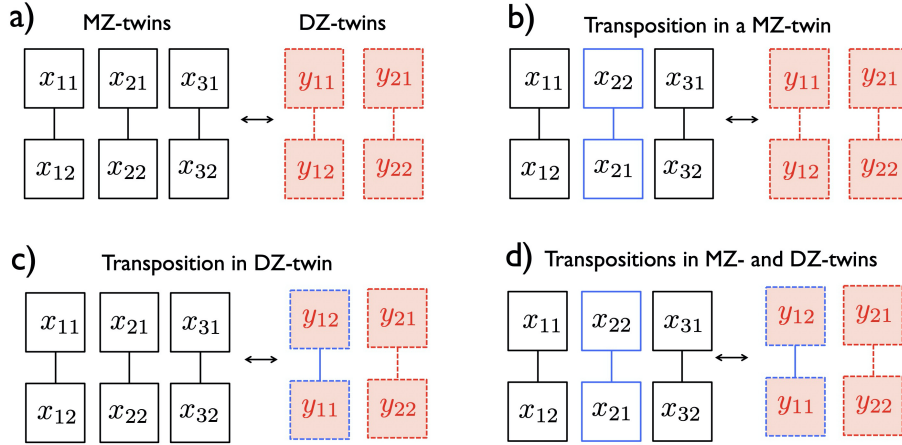 a) MZ-twins DZ-twins
x₁₁ x₂₁ x₃₁ y₁₁ y₂₁
x₁₂ x₂₂ x₃₂ y₁₂ y₂₂
b) Transposition in a MZ-twin
x₁₁ x₂₂ x₃₁ y₁₁ y₂₁
x₁₂ x₂₁ x₃₂ y₁₂ y₂₂
c) Transposition in DZ-twin
x₁₁ x₂₁ x₃₁ y₁₂ y₂₁
x₁₂ x₂₂ x₃₂ y₁₁ y₂₂
d) Transpositions in MZ- and DZ-twins
x₁₁ x₂₂ x₃₁ y₁₂ y₂₁
x₁₂ x₂₁ x₃₂ y₁₁ y₂₂